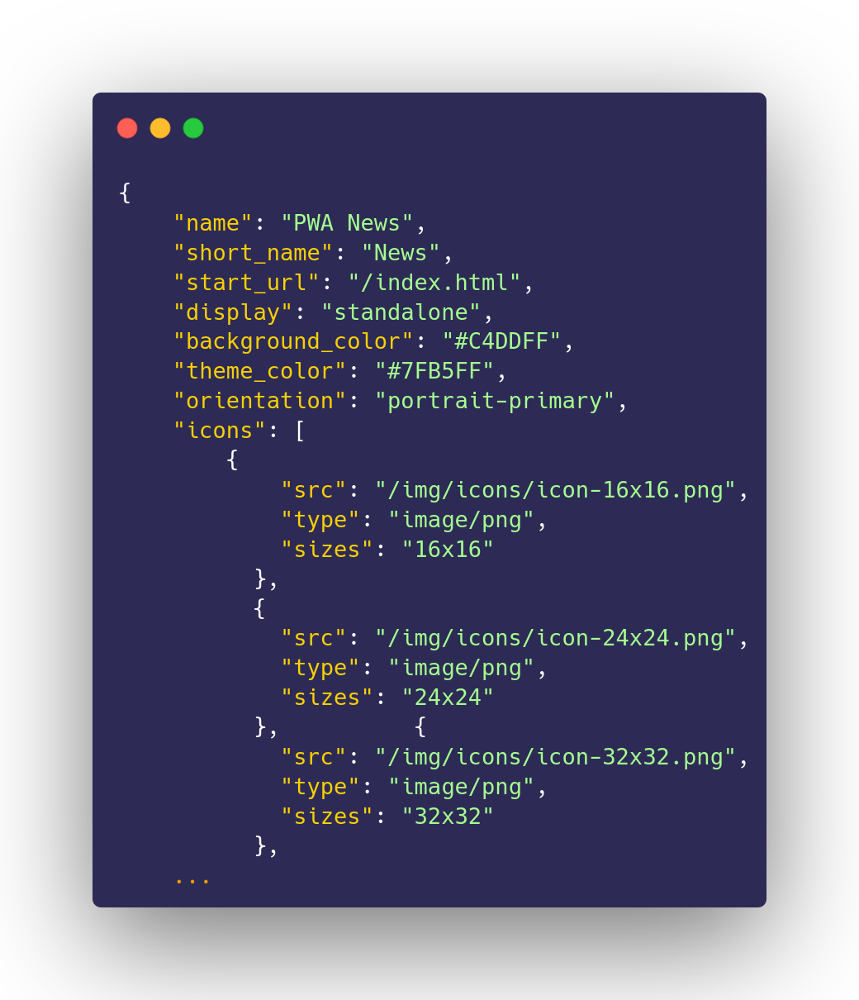 {
    "name": "PWA News",
    "short_name": "News",
    "start_url": "/index.html",
    "display": "standalone",
    "background_color": "#C4DDFF",
    "theme_color": "#7FB5FF",
    "orientation": "portrait-primary",
    "icons": [
        {
            "src": "/img/icons/icon-16x16.png",
            "type": "image/png",
            "sizes": "16x16"
          },
          {
            "src": "/img/icons/icon-24x24.png",
            "type": "image/png",
            "sizes": "24x24"
          },          {
            "src": "/img/icons/icon-32x32.png",
            "type": "image/png",
            "sizes": "32x32"
          },
    ...